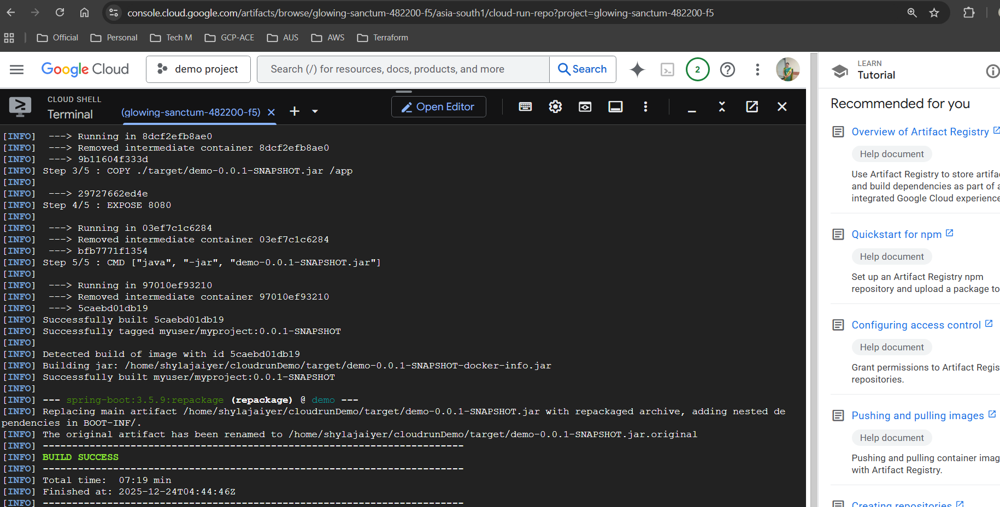 console.cloud.google.com/artifacts/browse/glowing-sanctum-482200-f5/asia-south1/cloud-run-repo?project=glowing-sanctum-482200-f5
Official Personal Tech M GCP-ACE AUS AWS Terraform
Google Cloud demo project Search (/) for resources, docs, products, and more Search 2
CLOUD SHELL
Terminal (glowing-sanctum-482200-f5) Open Editor
[INFO]  ---> Running in 8dcf2efb8ae0
[INFO]  ---> Removed intermediate container 8dcf2efb8ae0
[INFO]  ---> 9b11604f333d
[INFO] Step 3/5 : COPY ./target/demo-0.0.1-SNAPSHOT.jar /app
[INFO]
[INFO]  ---> 29727662ed4e
[INFO] Step 4/5 : EXPOSE 8080
[INFO]
[INFO]  ---> Running in 03ef7c1c6284
[INFO]  ---> Removed intermediate container 03ef7c1c6284
[INFO]  ---> bfb7771f1354
[INFO] Step 5/5 : CMD ["java", "-jar", "demo-0.0.1-SNAPSHOT.jar"]
[INFO]
[INFO]  ---> Running in 97010ef93210
[INFO]  ---> Removed intermediate container 97010ef93210
[INFO]  ---> 5caebd01db19
[INFO] Successfully built 5caebd01db19
[INFO] Successfully tagged myuser/myproject:0.0.1-SNAPSHOT
[INFO]
[INFO] Detected build of image with id 5caebd01db19
[INFO] Building jar: /home/shylajaiyer/cloudrunDemo/target/demo-0.0.1-SNAPSHOT-docker-info.jar
[INFO] Successfully built myuser/myproject:0.0.1-SNAPSHOT
[INFO]
[INFO] --- spring-boot:3.5.9:repackage (repackage) @ demo ---
[INFO] Replacing main artifact /home/shylajaiyer/cloudrunDemo/target/demo-0.0.1-SNAPSHOT.jar with repackaged archive, adding nested de
pendencies in BOOT-INF/.
[INFO] The original artifact has been renamed to /home/shylajaiyer/cloudrunDemo/target/demo-0.0.1-SNAPSHOT.jar.original
[INFO] ------------------------------------------------------------------------
[INFO] BUILD SUCCESS
[INFO] ------------------------------------------------------------------------
[INFO] Total time:  07:19 min
[INFO] Finished at: 2025-12-24T04:44:46Z
[INFO] ------------------------------------------------------------------------
LEARN
Tutorial
Recommended for you
Overview of Artifact Registry
Help document
Use Artifact Registry to store artifac
and build dependencies as part of a
integrated Google Cloud experience
Quickstart for npm
Help document
Set up an Artifact Registry npm
repository and upload a package to
Configuring access control
Help document
Grant permissions to Artifact Regis
repositories.
Pushing and pulling images
Help document
Pushing and pulling container imag
with Artifact Registry.
Creating repositories